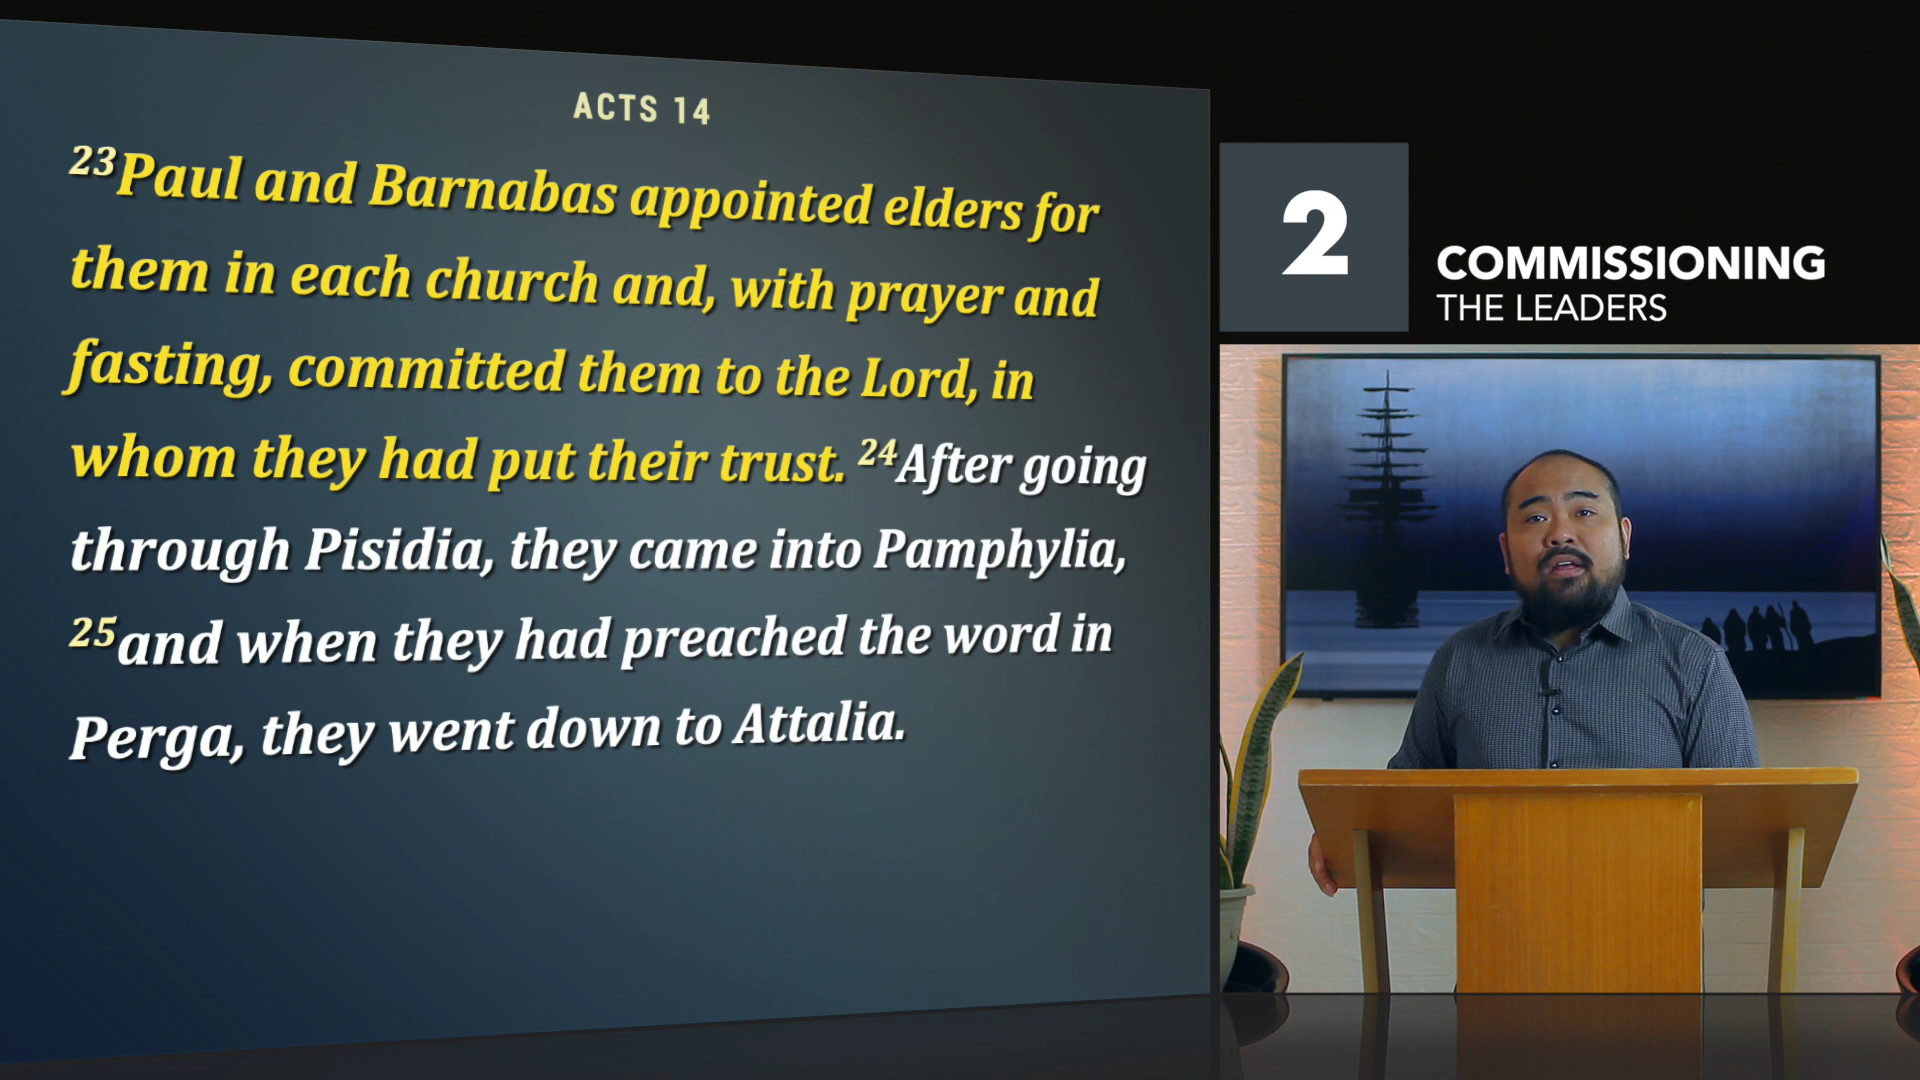 ACTS 14
23Paul and Barnabas appointed elders for
them in each church and, with prayer and
fasting, committed them to the Lord, in
whom they had put their trust. 24After going
through Pisidia, they came into Pamphylia,
25and when they had preached the word in
Perga, they went down to Attalia.
2
COMMISSIONING
THE LEADERS